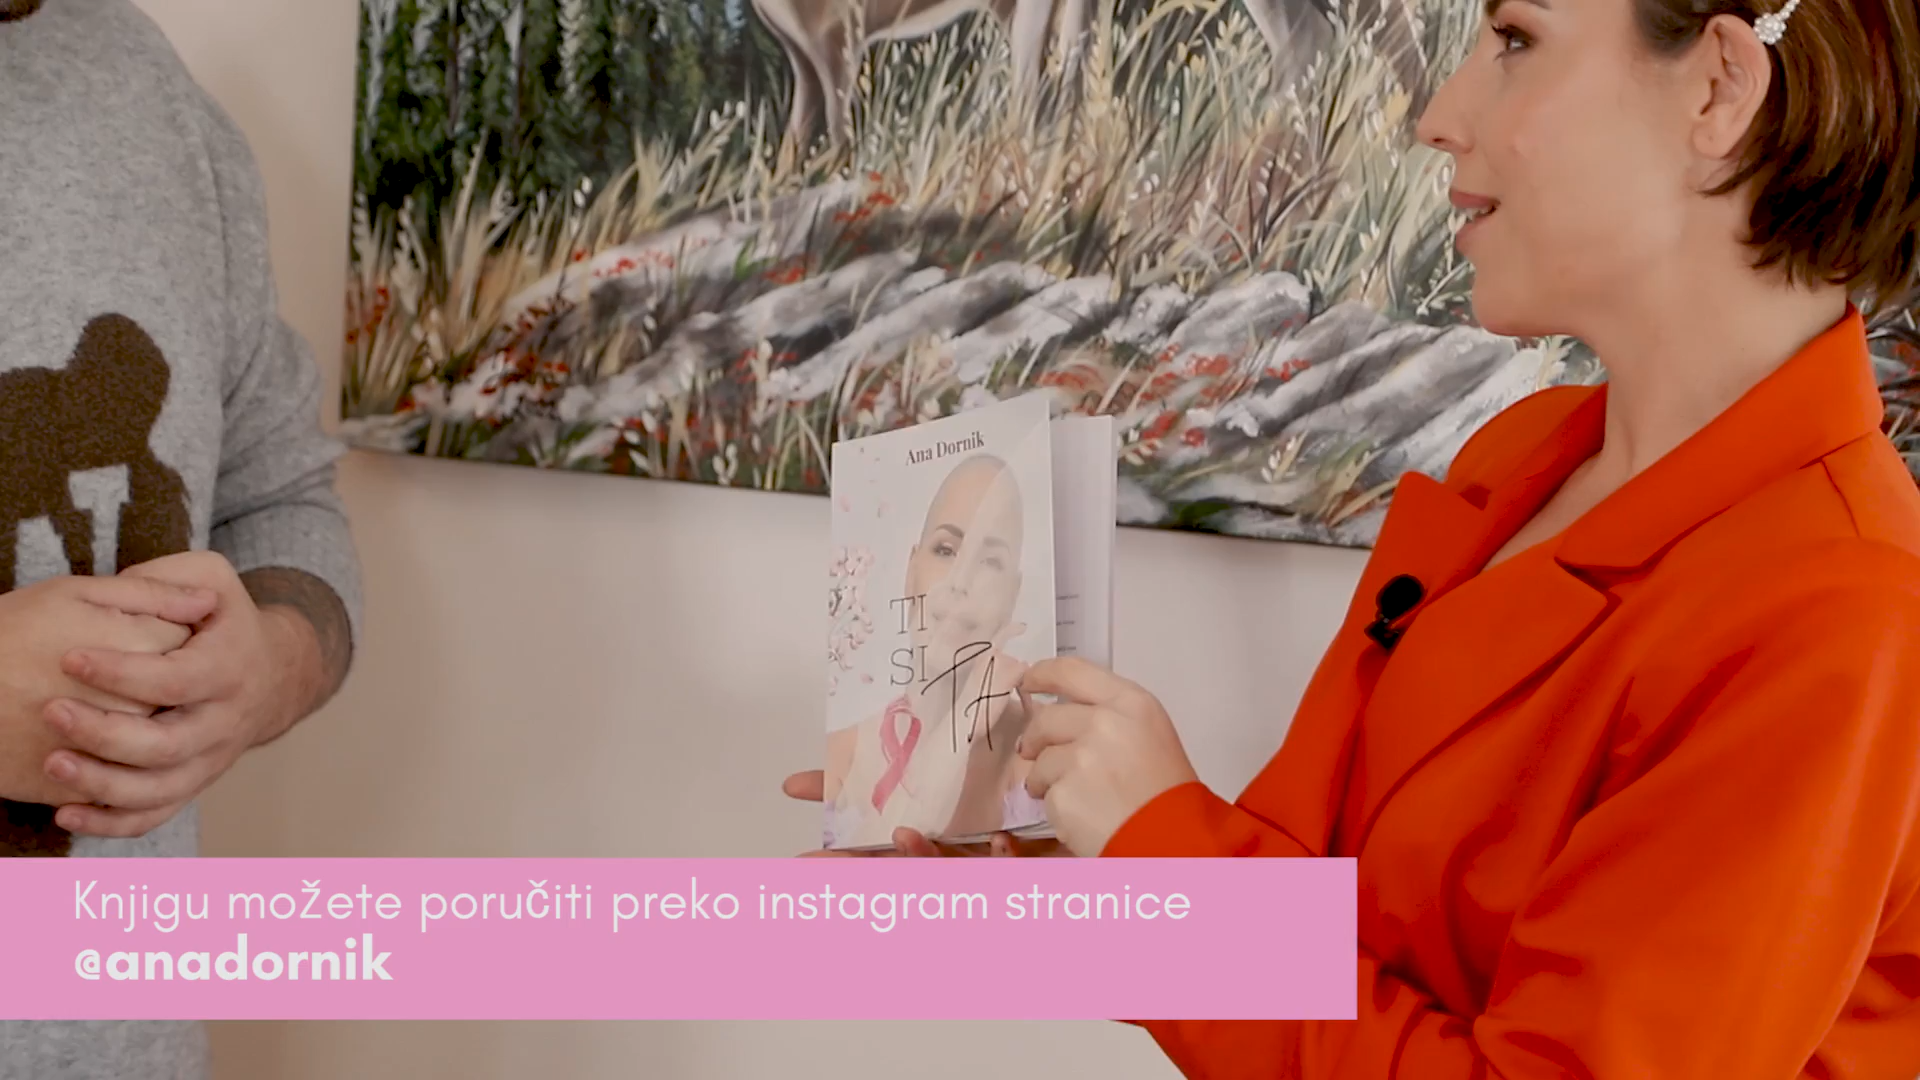 Ana Dornik
TI
SI TA
Knjigu možete poručiti preko instagram stranice
@anadornik